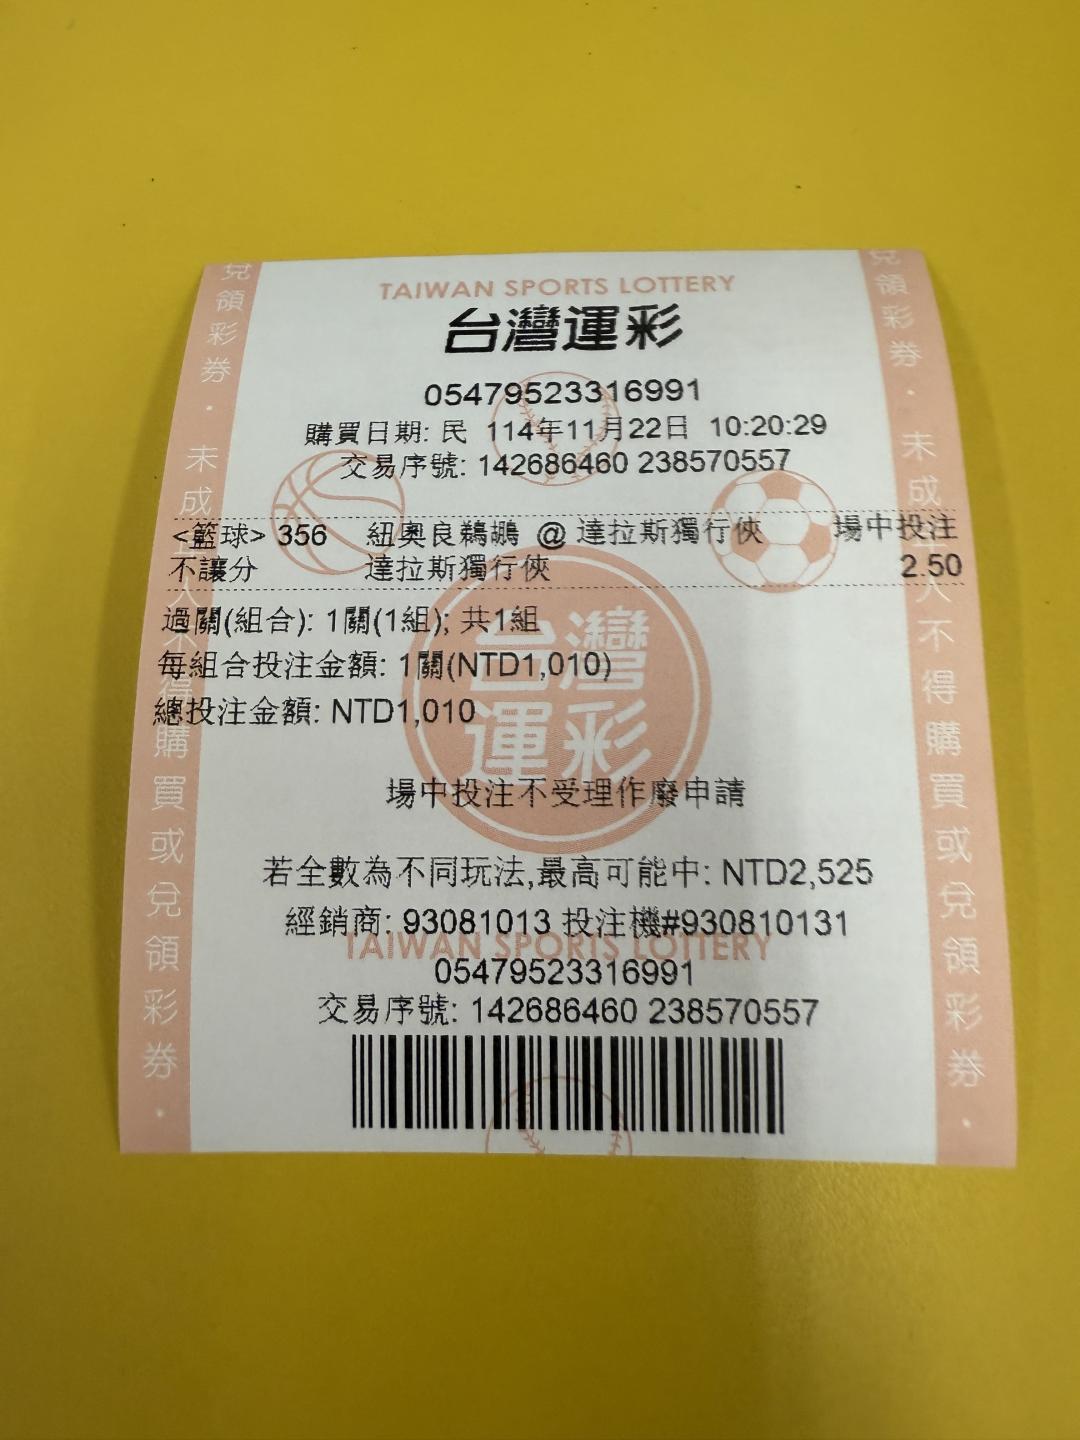 TAIWAN SPORTS LOTTERY
台灣運彩
05479523316991
購買日期: 民 114年11月22日 10:20:29
交易序號: 142686460 238570557
<籃球> 356 紐奧良鵜鶘 @ 達拉斯獨行俠 場中投注
不讓分 達拉斯獨行俠 2.50
過關(組合): 1關(1組); 共1組
每組合投注金額: 1關(NTD1,010)
總投注金額: NTD1,010
台灣運彩
場中投注不受理作廢申請
若全數為不同玩法,最高可能中: NTD2,525
經銷商: 93081013 投注機#930810131
TAIWAN SPORTS LOTTERY
05479523316991
交易序號: 142686460 238570557
兌領彩券．未成年人不得購買或兌領彩券．
兌領彩券．未成年人不得購買或兌領彩券．